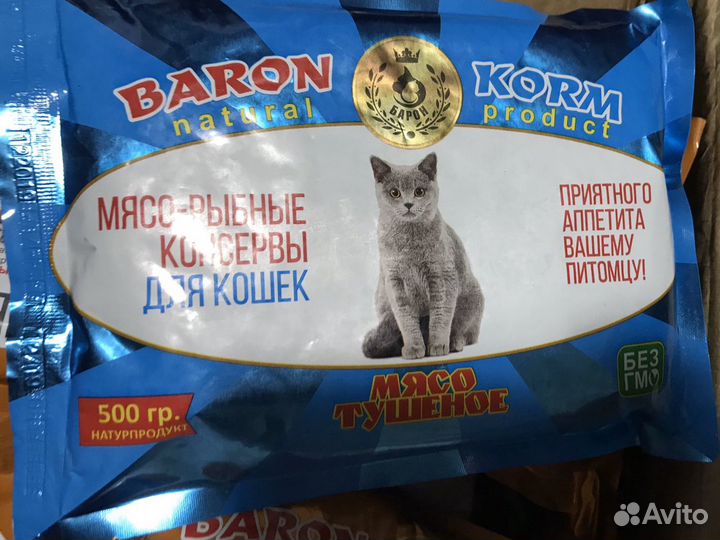 BARON KORM
natural product
БАРОН
МЯСО-РЫБНЫЕ
КОНСЕРВЫ
ДЛЯ КОШЕК
ПРИЯТНОГО
АППЕТИТА
ВАШЕМУ
ПИТОМЦУ!
МЯСО
ТУШЕНОЕ
500 гр.
НАТУРПРОДУКТ
БЕЗ
ГМО
BARON
Avito